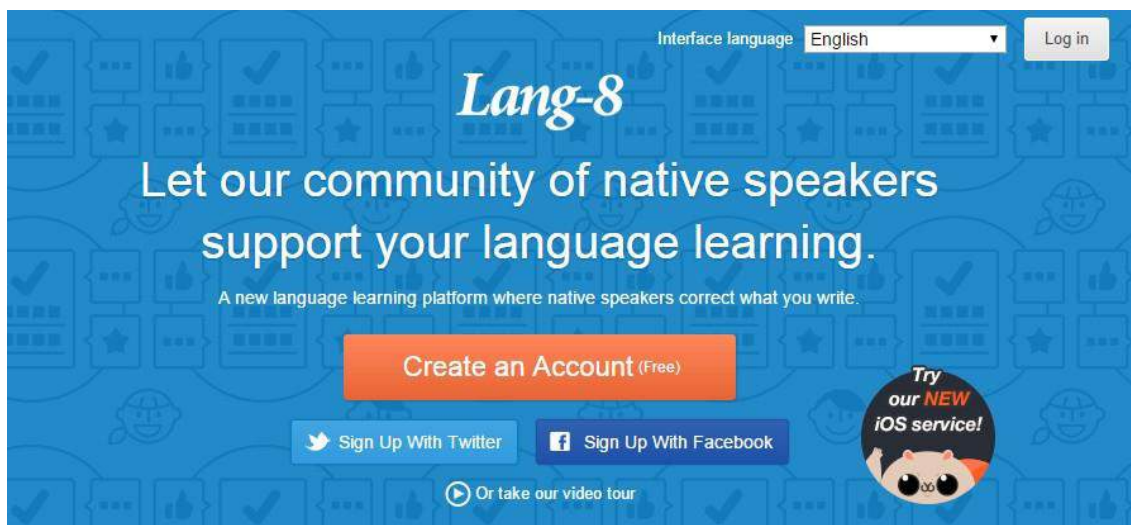 Interface language English Log in
Lang-8
Let our community of native speakers
support your language learning.
A new language learning platform where native speakers correct what you write.
Create an Account (Free)
Try
our NEW
iOS service!
Sign Up With Twitter Sign Up With Facebook
Or take our video tour